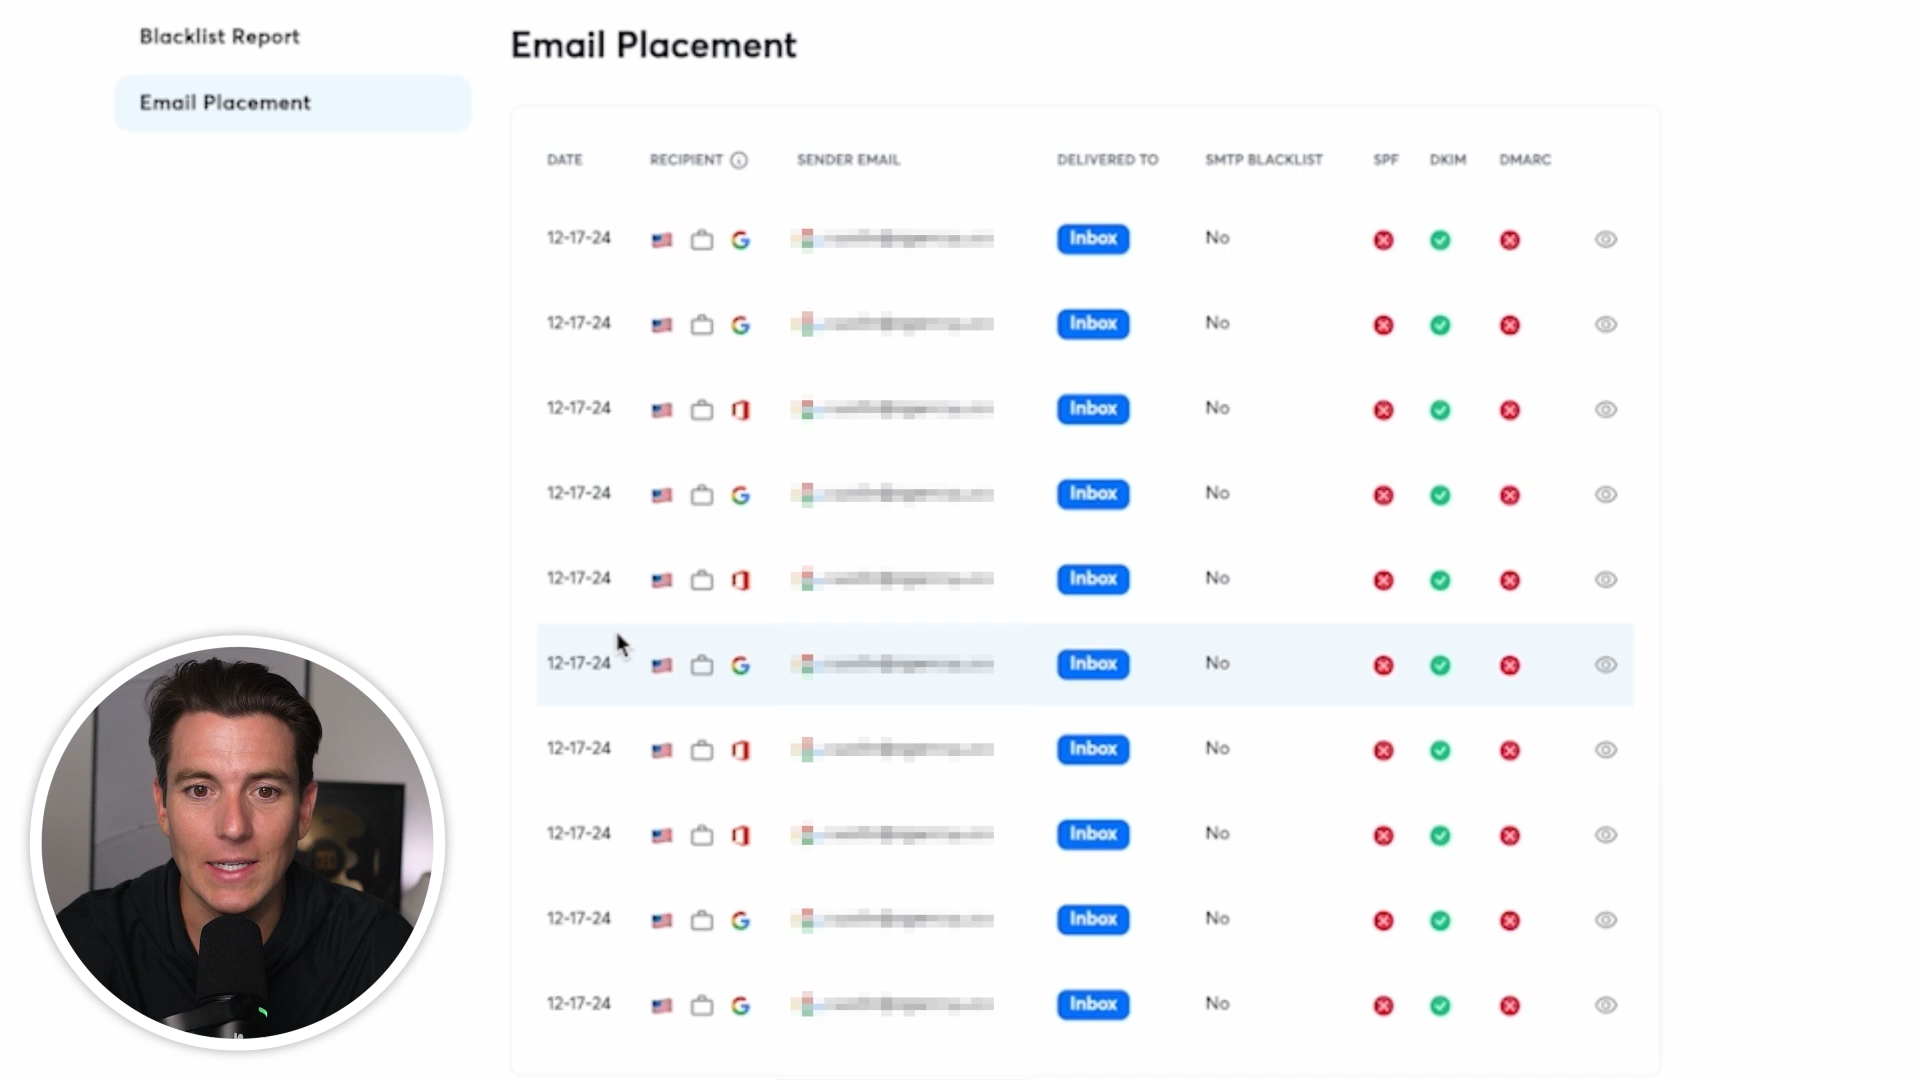 Blacklist Report
Email Placement
Email Placement
DATE RECIPIENT SENDER EMAIL DELIVERED TO SMTP BLACKLIST SPF DKIM DMARC
12-17-24 Inbox No
12-17-24 Inbox No
12-17-24 Inbox No
12-17-24 Inbox No
12-17-24 Inbox No
12-17-24 Inbox No
12-17-24 Inbox No
12-17-24 Inbox No
12-17-24 Inbox No
12-17-24 Inbox No